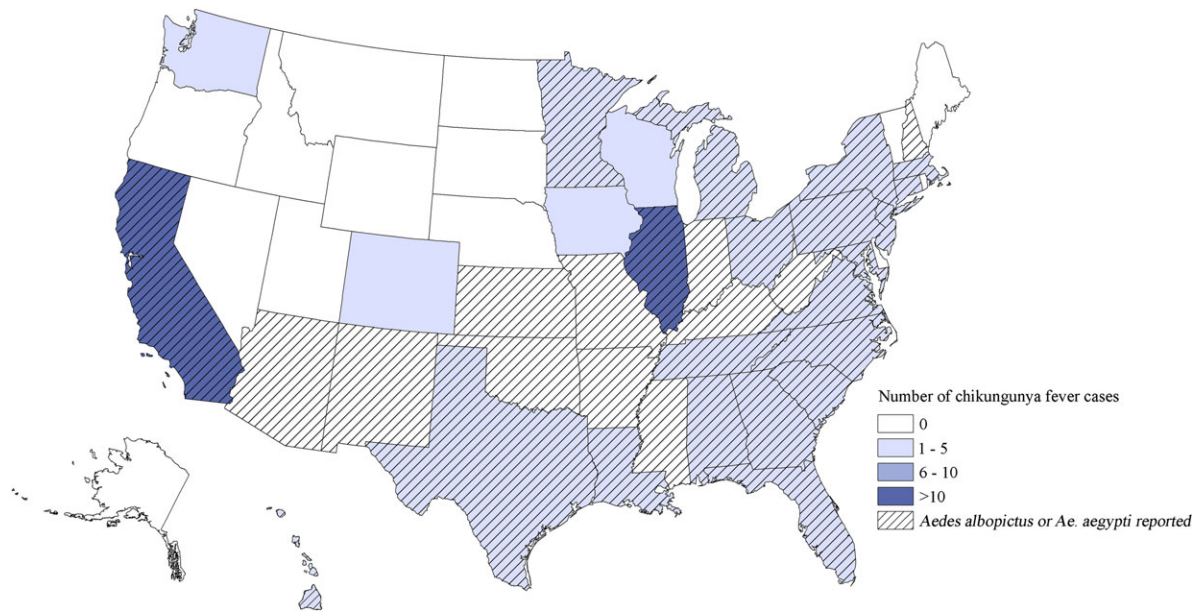 Number of chikungunya fever cases
0
1 - 5
6 - 10
>10
Aedes albopictus or Ae. aegypti reported